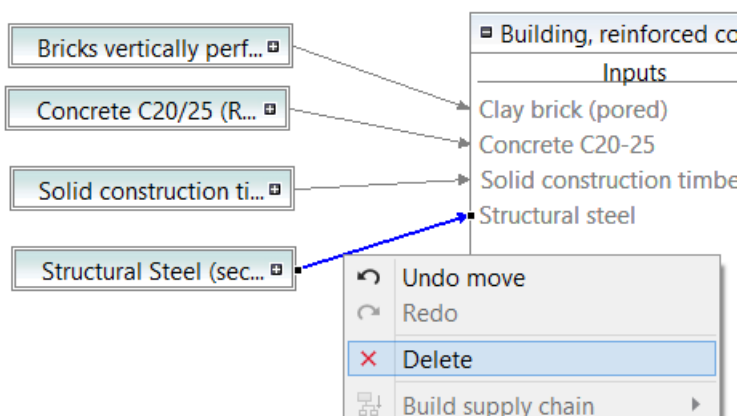 Bricks vertically perf...
Concrete C20/25 (R...
Solid construction ti...
Structural Steel (sec...
Building, reinforced co
Inputs
Clay brick (pored)
Concrete C20-25
Solid construction timbe
Structural steel
Undo move
Redo
Delete
Build supply chain